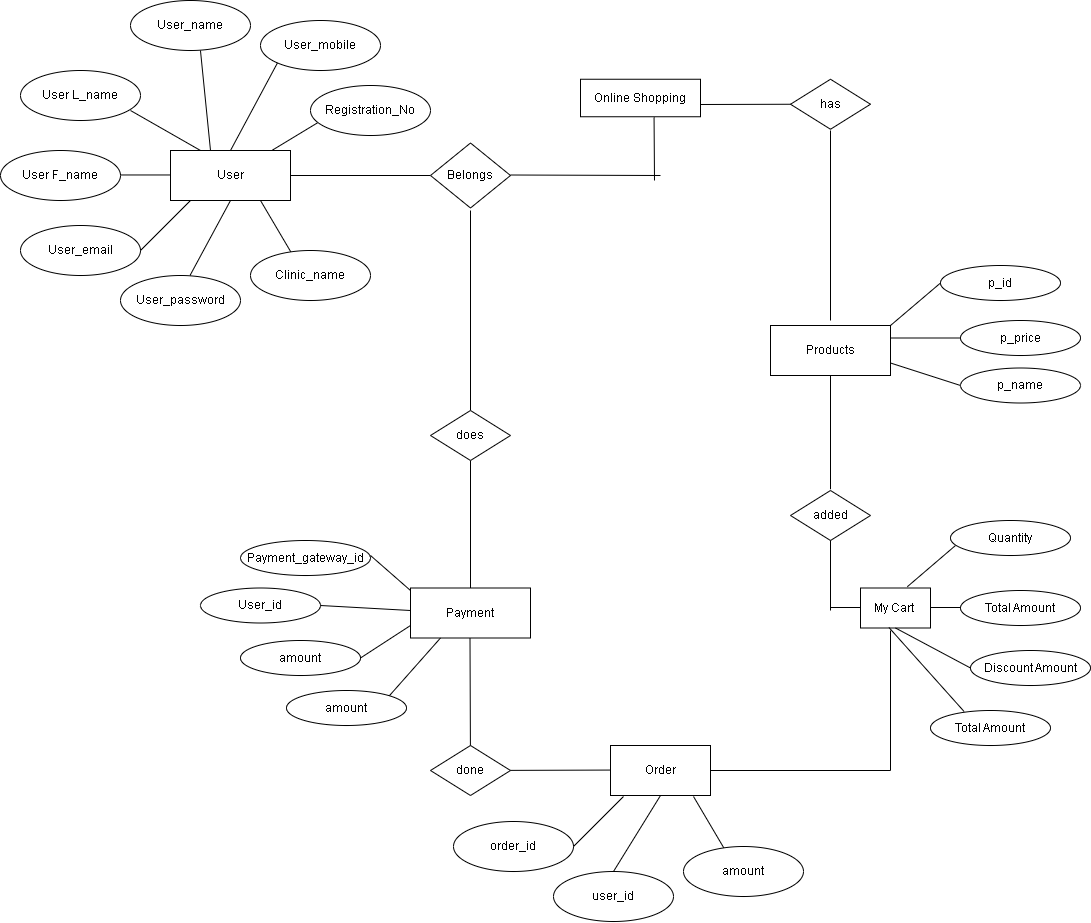 User_name
User_mobile
User L_name
Registration_No
Online Shopping
has
User F_name
User
Belongs
User_email
Clinic_name
User_password
p_id
p_price
Products
p_name
does
added
Quantity
Payment_gateway_id
User_id
Payment
My Cart
Total Amount
amount
Discount Amount
amount
Total Amount
done
Order
order_id
amount
user_id